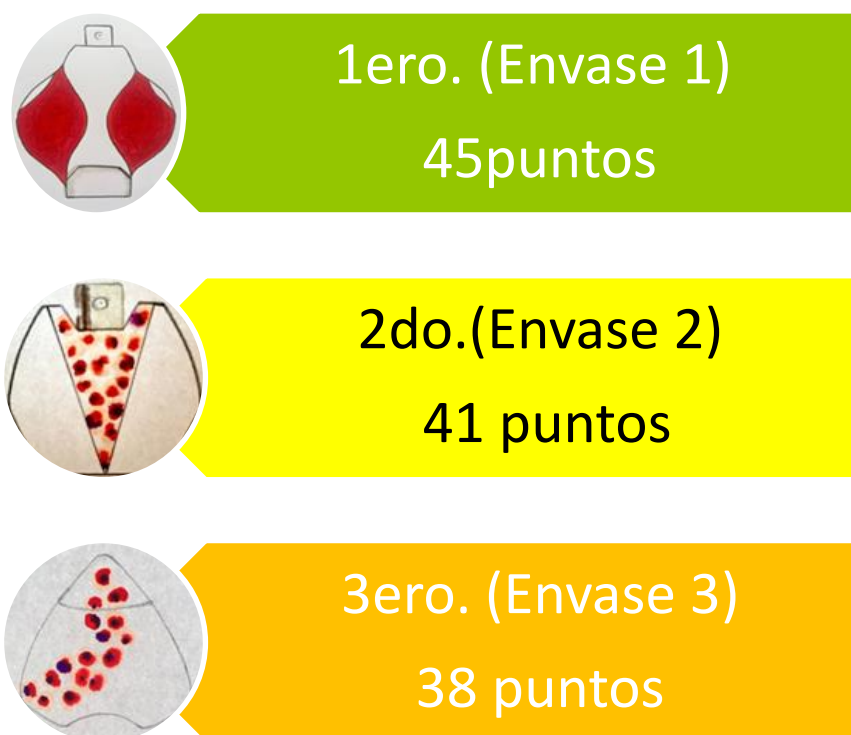 1ero. (Envase 1)
45puntos
2do.(Envase 2)
41 puntos
3ero. (Envase 3)
38 puntos